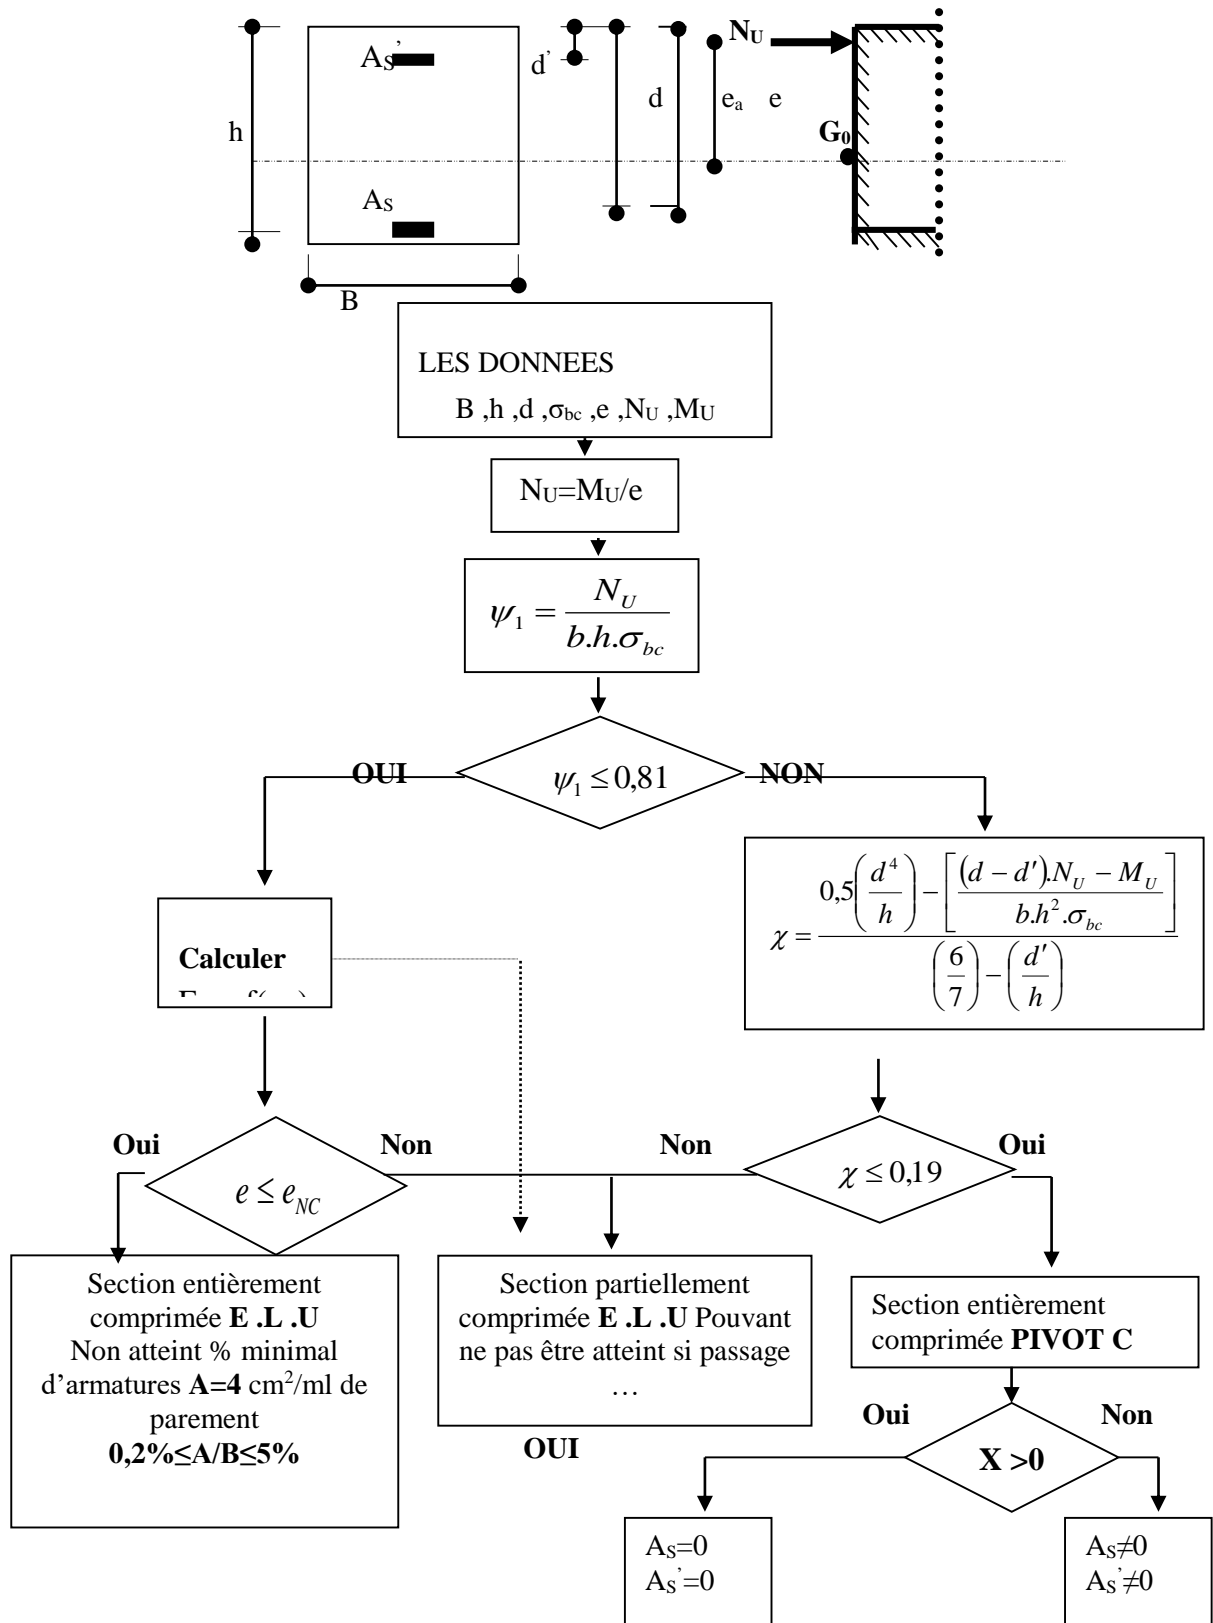 As’
d’
NU
h
d
ea e
G0
As
B
LES DONNEES
B ,h ,d ,σbc ,e ,NU ,MU
NU=MU/e
ψ1 = NU / b.h.σbc
OUI
ψ1 ≤ 0,81
NON
χ = (0,5(d⁴/h) − [((d − d′).NU − MU) / (b.h².σbc)]) / ((6/7) − (d′/h))
Calculer
Oui
Non
Non
Oui
e ≤ eNC
χ ≤ 0,19
Section entièrement
comprimée E .L .U
Non atteint % minimal
d’armatures A=4 cm²/ml de
parement
0,2%≤A/B≤5%
Section partiellement
comprimée E .L .U Pouvant
ne pas être atteint si passage
…
OUI
Section entièrement
comprimée PIVOT C
Oui
Non
X >0
AS=0
AS’=0
AS≠0
AS’≠0